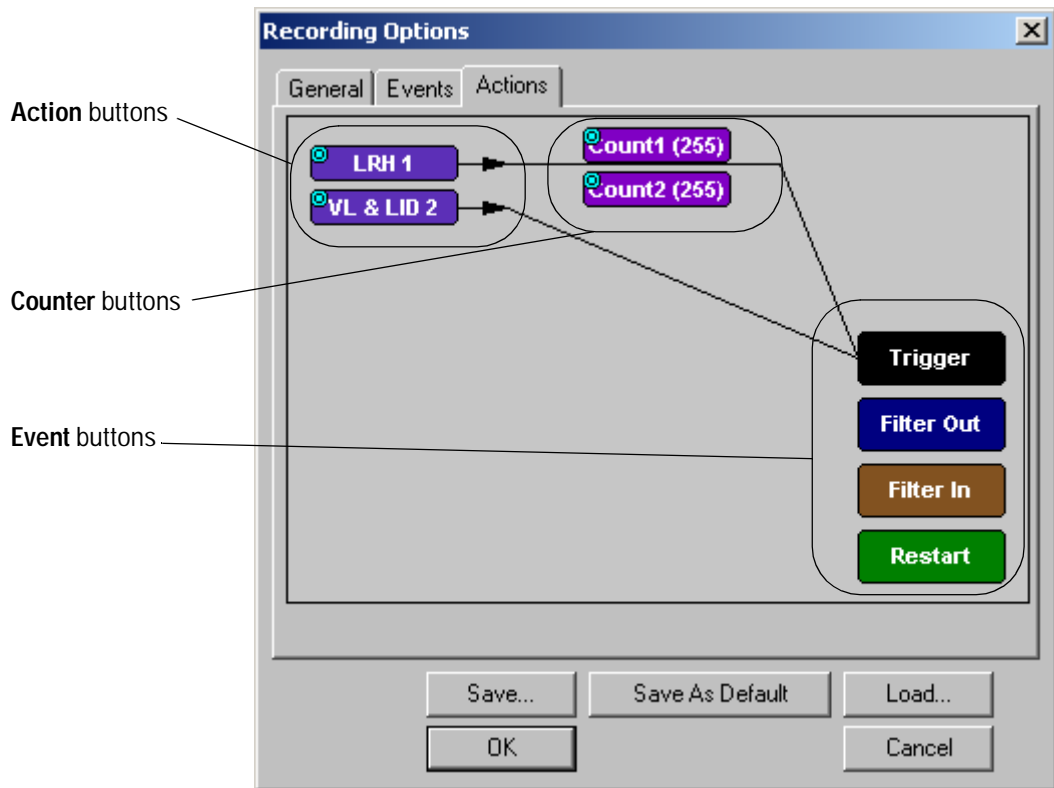 Recording Options
General Events Actions
Action buttons
LRH 1
Count1 (255)
VL & LID 2
Count2 (255)
Counter buttons
Trigger
Filter Out
Event buttons
Filter In
Restart
Save... Save As Default Load...
OK Cancel